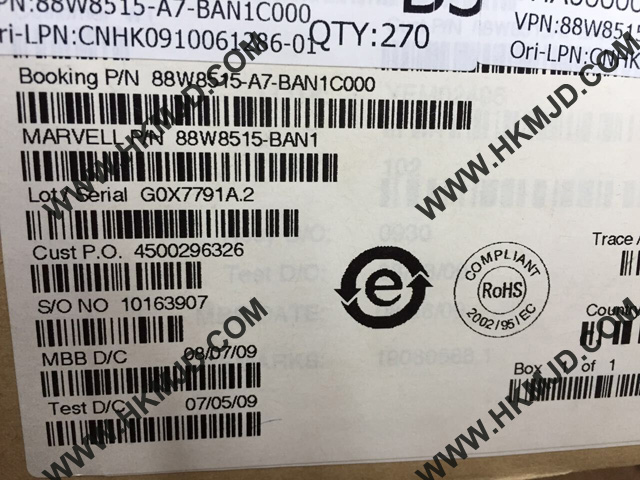 VPN:88W8515-A7-BAN1C000
Ori-LPN:CNHK0910061286-01
QTY:270
VPN:88W8515
Ori-LPN:CNHK
Booking P/N 88W8515-A7-BAN1C000
MARVELL P/N 88W8515-BAN1
Lot / Serial G0X7791A.2
Cust P.O. 4500296326
S/O NO 10163907
MBB D/C 08/07/09
Test D/C 07/05/09
e
COMPLIANT
RoHS
2002/95/EC
Trace
Country
Box 1 of 1
102
0930
Test D/C:
WWW.HKMJD.COM
WWW.HKMJD.COM
WWW.HKMJD.COM
WWW.HKMJD.COM
WWW.HKMJD.COM